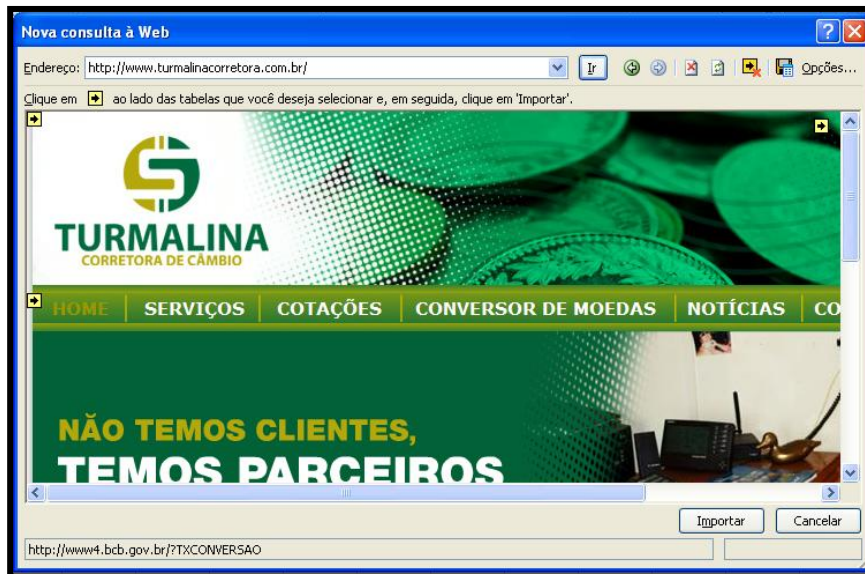 Nova consulta à Web
Endereço: http://www.turmalinacorretora.com.br/ Ir Opções...
Clique em ao lado das tabelas que você deseja selecionar e, em seguida, clique em 'Importar'.
TURMALINA
CORRETORA DE CÂMBIO
HOME SERVIÇOS COTAÇÕES CONVERSOR DE MOEDAS NOTÍCIAS CO
NÃO TEMOS CLIENTES,
TEMOS PARCEIROS
Importar Cancelar
http://www4.bcb.gov.br/?TXCONVERSAO